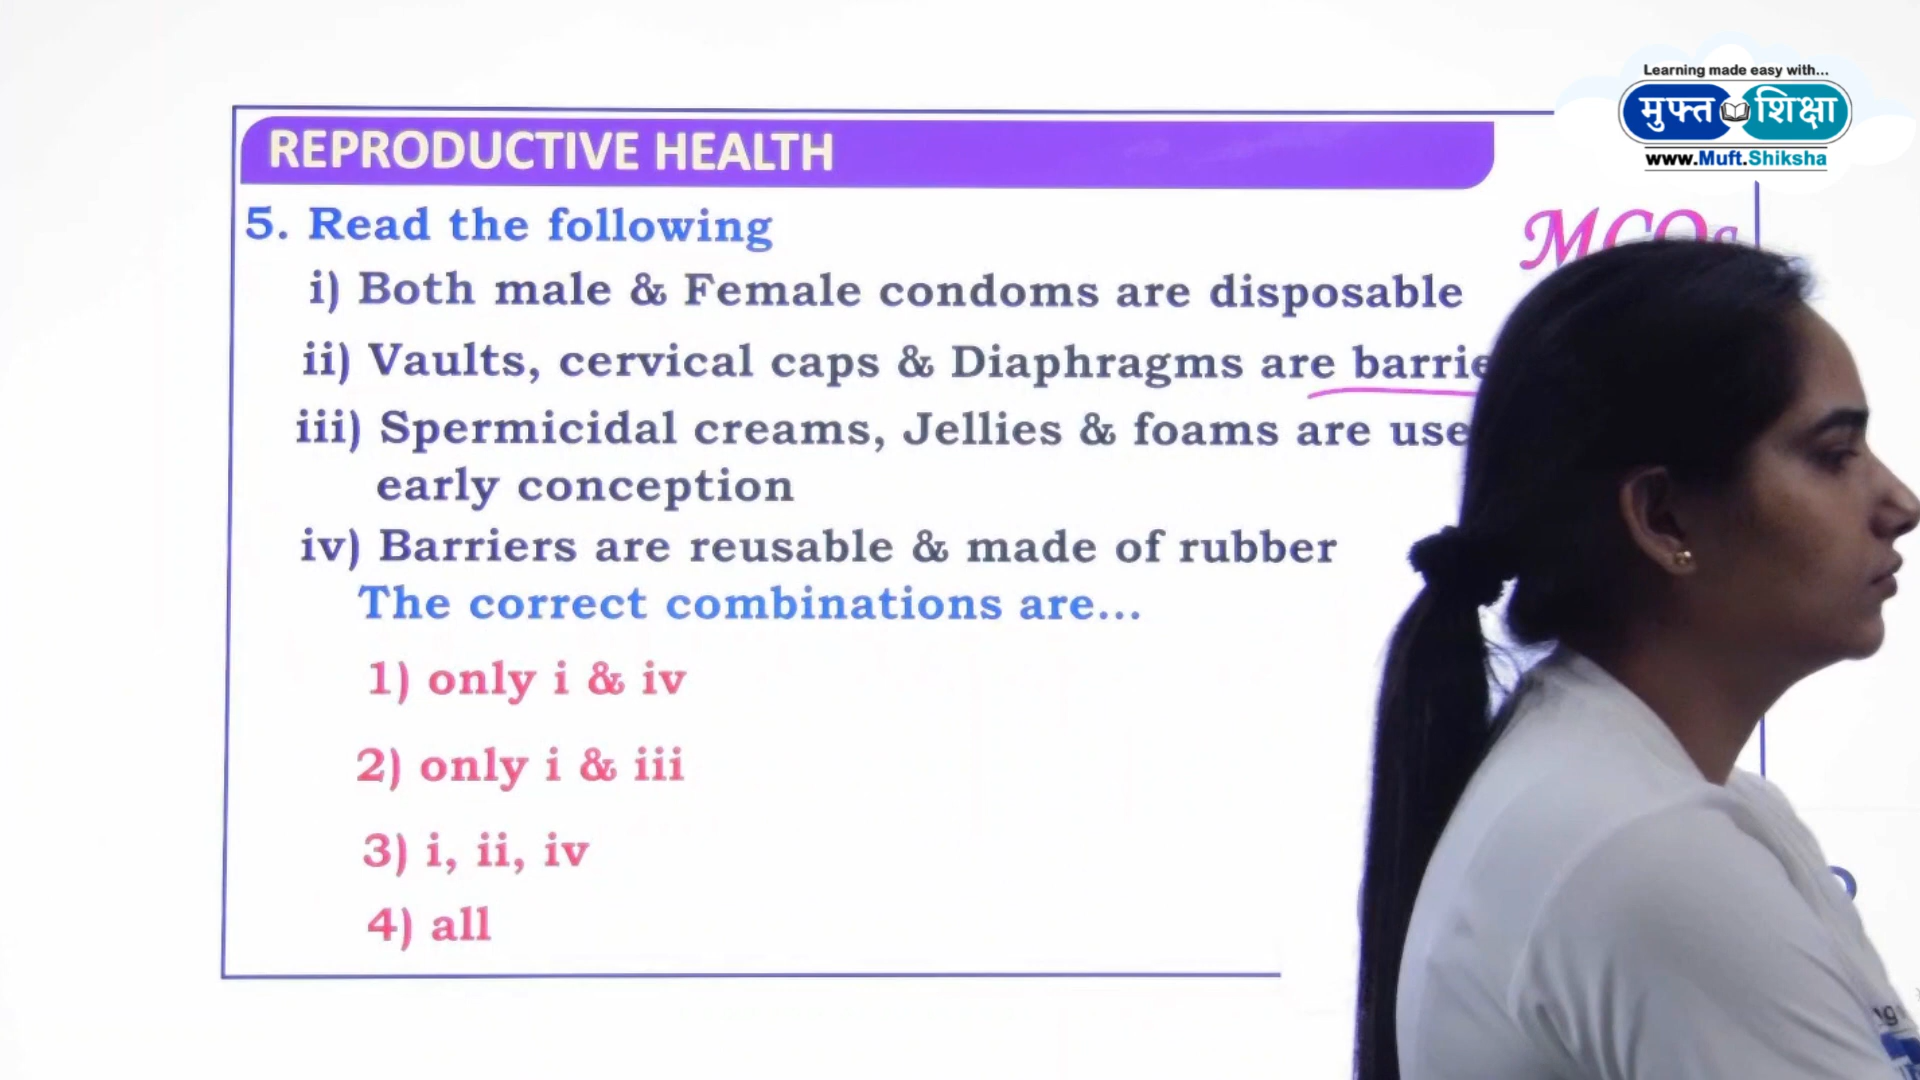 Learning made easy with...
मुफ्त शिक्षा
www.Muft.Shiksha
REPRODUCTIVE HEALTH
MCQs
5. Read the following
i) Both male & Female condoms are disposable
ii) Vaults, cervical caps & Diaphragms are
iii) Spermicidal creams, Jellies & foams are
early conception
iv) Barriers are reusable & made of rubber
The correct combinations are...
1) only i & iv
2) only i & iii
3) i, ii, iv
4) all